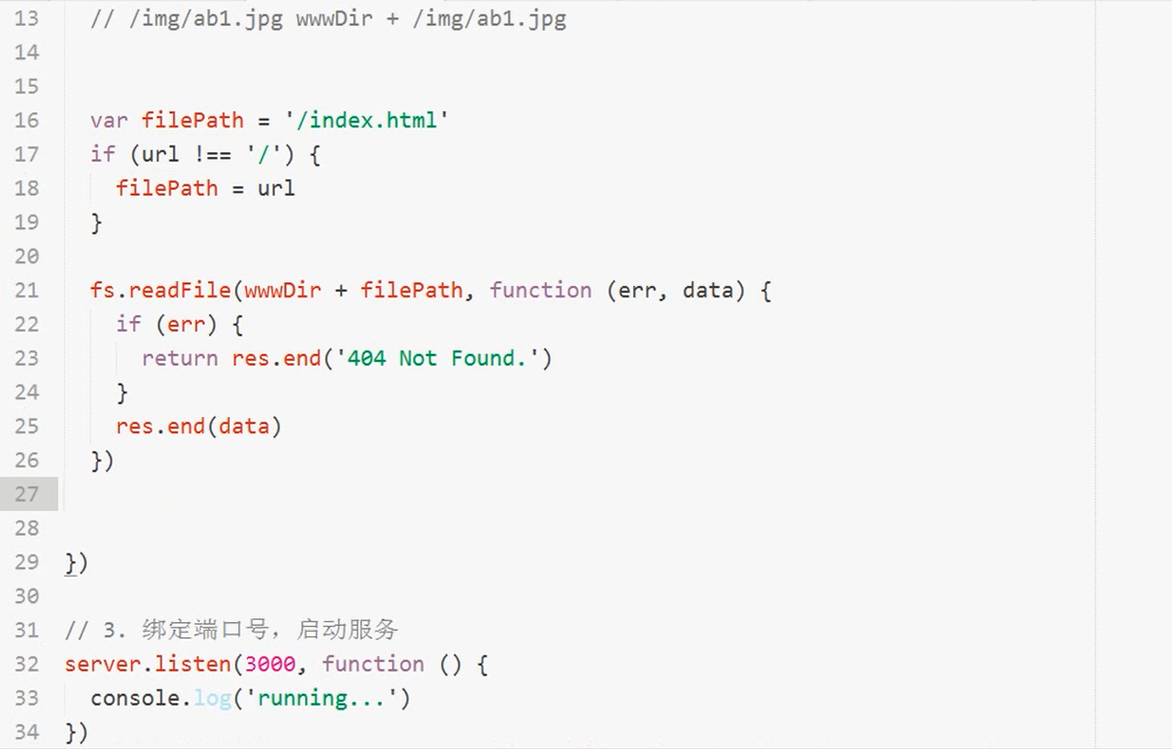 13 // /img/ab1.jpg wwwDir + /img/ab1.jpg
14
15
16 var filePath = '/index.html'
17 if (url !== '/') {
18 filePath = url
19 }
20
21 fs.readFile(wwwDir + filePath, function (err, data) {
22 if (err) {
23 return res.end('404 Not Found.')
24 }
25 res.end(data)
26 })
27
28
29 })
30
31 // 3. 绑定端口号，启动服务
32 server.listen(3000, function () {
33 console.log('running...')
34 })